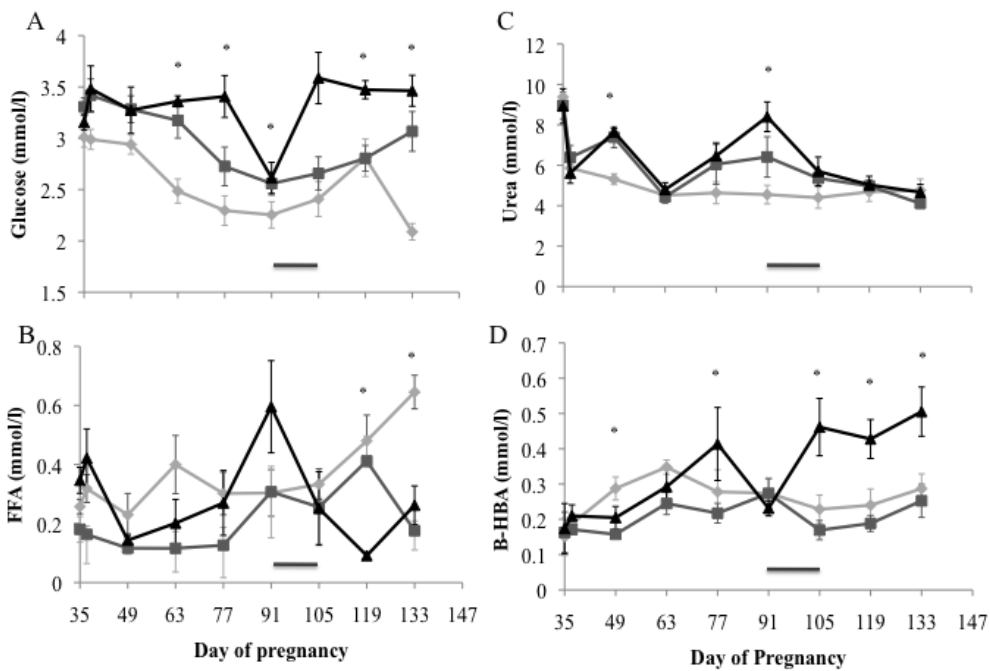 A
Glucose (mmol/l)
4
3.5
3
2.5
2
1.5
* * * * *
C
Urea (mmol/l)
12
10
8
6
4
2
0
* *
B
FFA (mmol/l)
0.8
0.6
0.4
0.2
0
* *
35 49 63 77 91 105 119 133 147
Day of pregnancy
D
B-HBA (mmol/l)
0.7
0.6
0.5
0.4
0.3
0.2
0.1
0
* * * * *
35 49 63 77 91 105 119 133 147
Day of Pregnancy